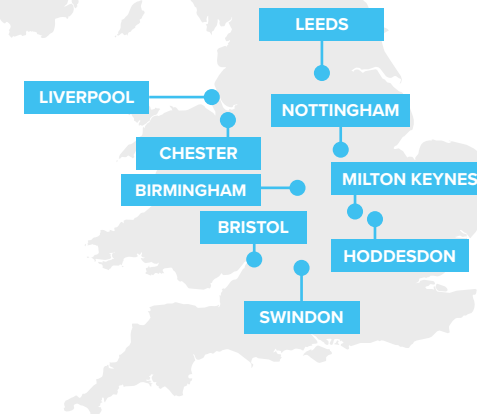 LEEDS
LIVERPOOL
NOTTINGHAM
CHESTER
MILTON KEYNES
BIRMINGHAM
BRISTOL
HODDESDON
SWINDON